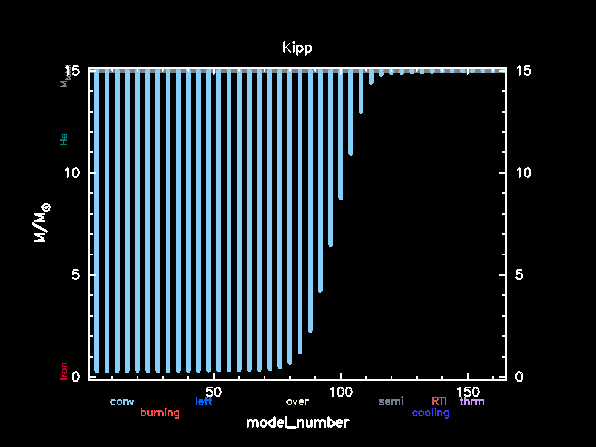 Kipp
15 15
He
10 10
M/M☉
5 5
Iron
0 0
50 100 150
conv left over semi RTI thrm
burning cooling
model_number